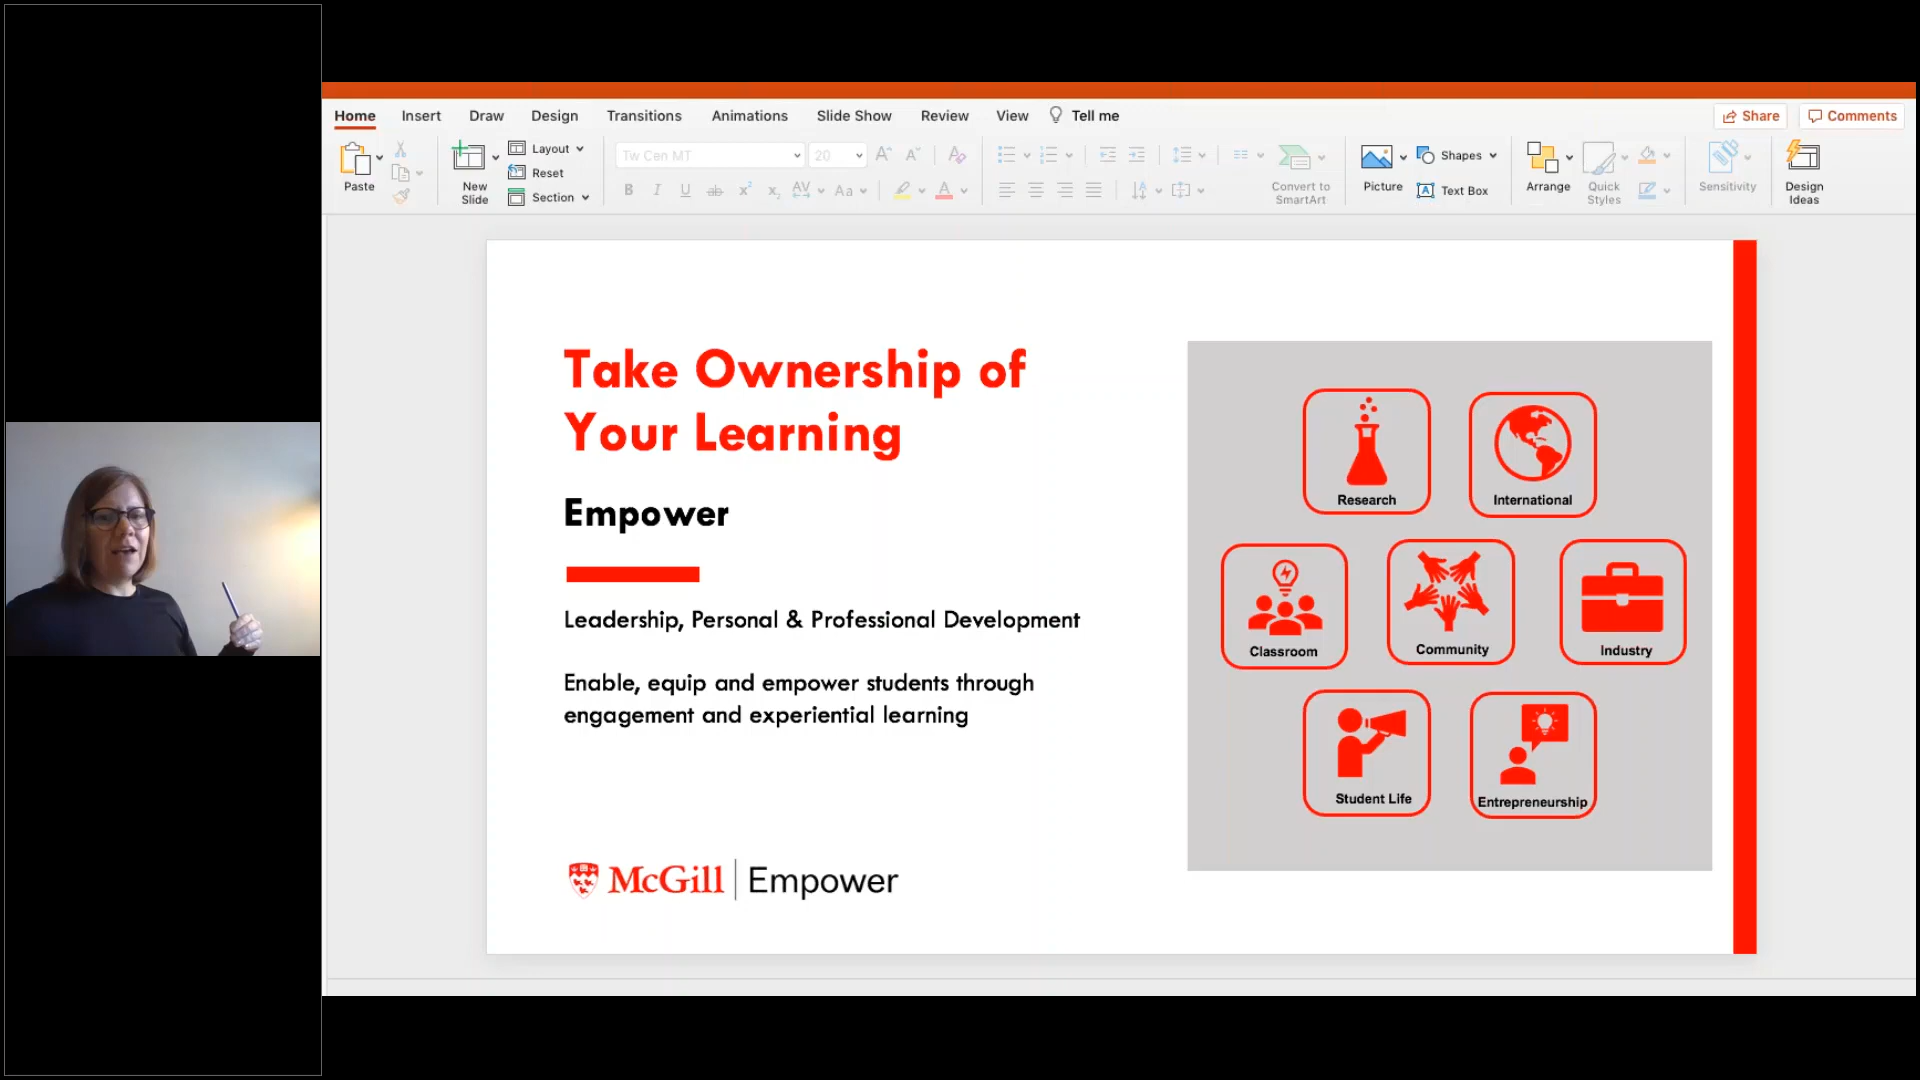 Home Insert Draw Design Transitions Animations Slide Show Review View Tell me Share Comments
Paste
New
Slide
Layout
Reset
Section
Tw Cen MT 20
Convert to
SmartArt
Picture
Shapes
Text Box
Arrange
Quick
Styles
Sensitivity
Design
Ideas
Take Ownership of
Your Learning
Empower
Leadership, Personal & Professional Development
Enable, equip and empower students through
engagement and experiential learning
McGill | Empower
Research International
Classroom Community Industry
Student Life Entrepreneurship